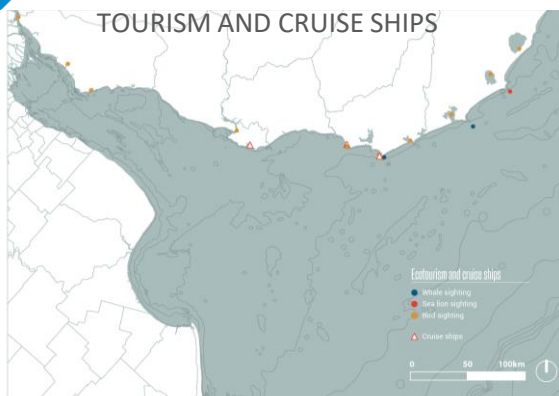 TOURISM AND CRUISE SHIPS
Ecotourism and cruise ships
Whale sighting
Sea lion sighting
Bird sighting
Cruise ships
0 50 100km